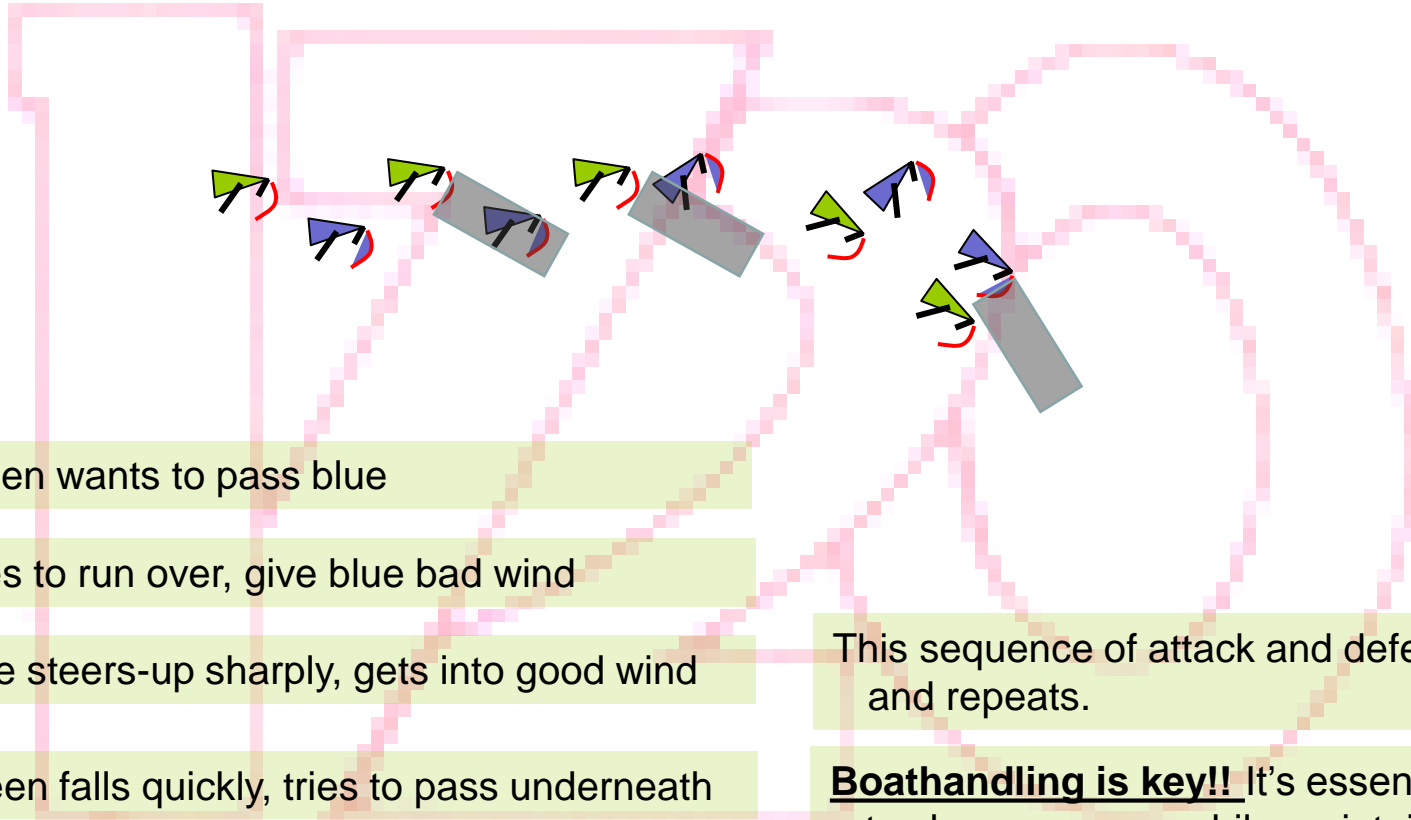 en wants to pass blue
s to run over, give blue bad wind
e steers-up sharply, gets into good wind
een falls quickly, tries to pass underneath
This sequence of attack and defe
and repeats.
Boathandling is key!! It's essen